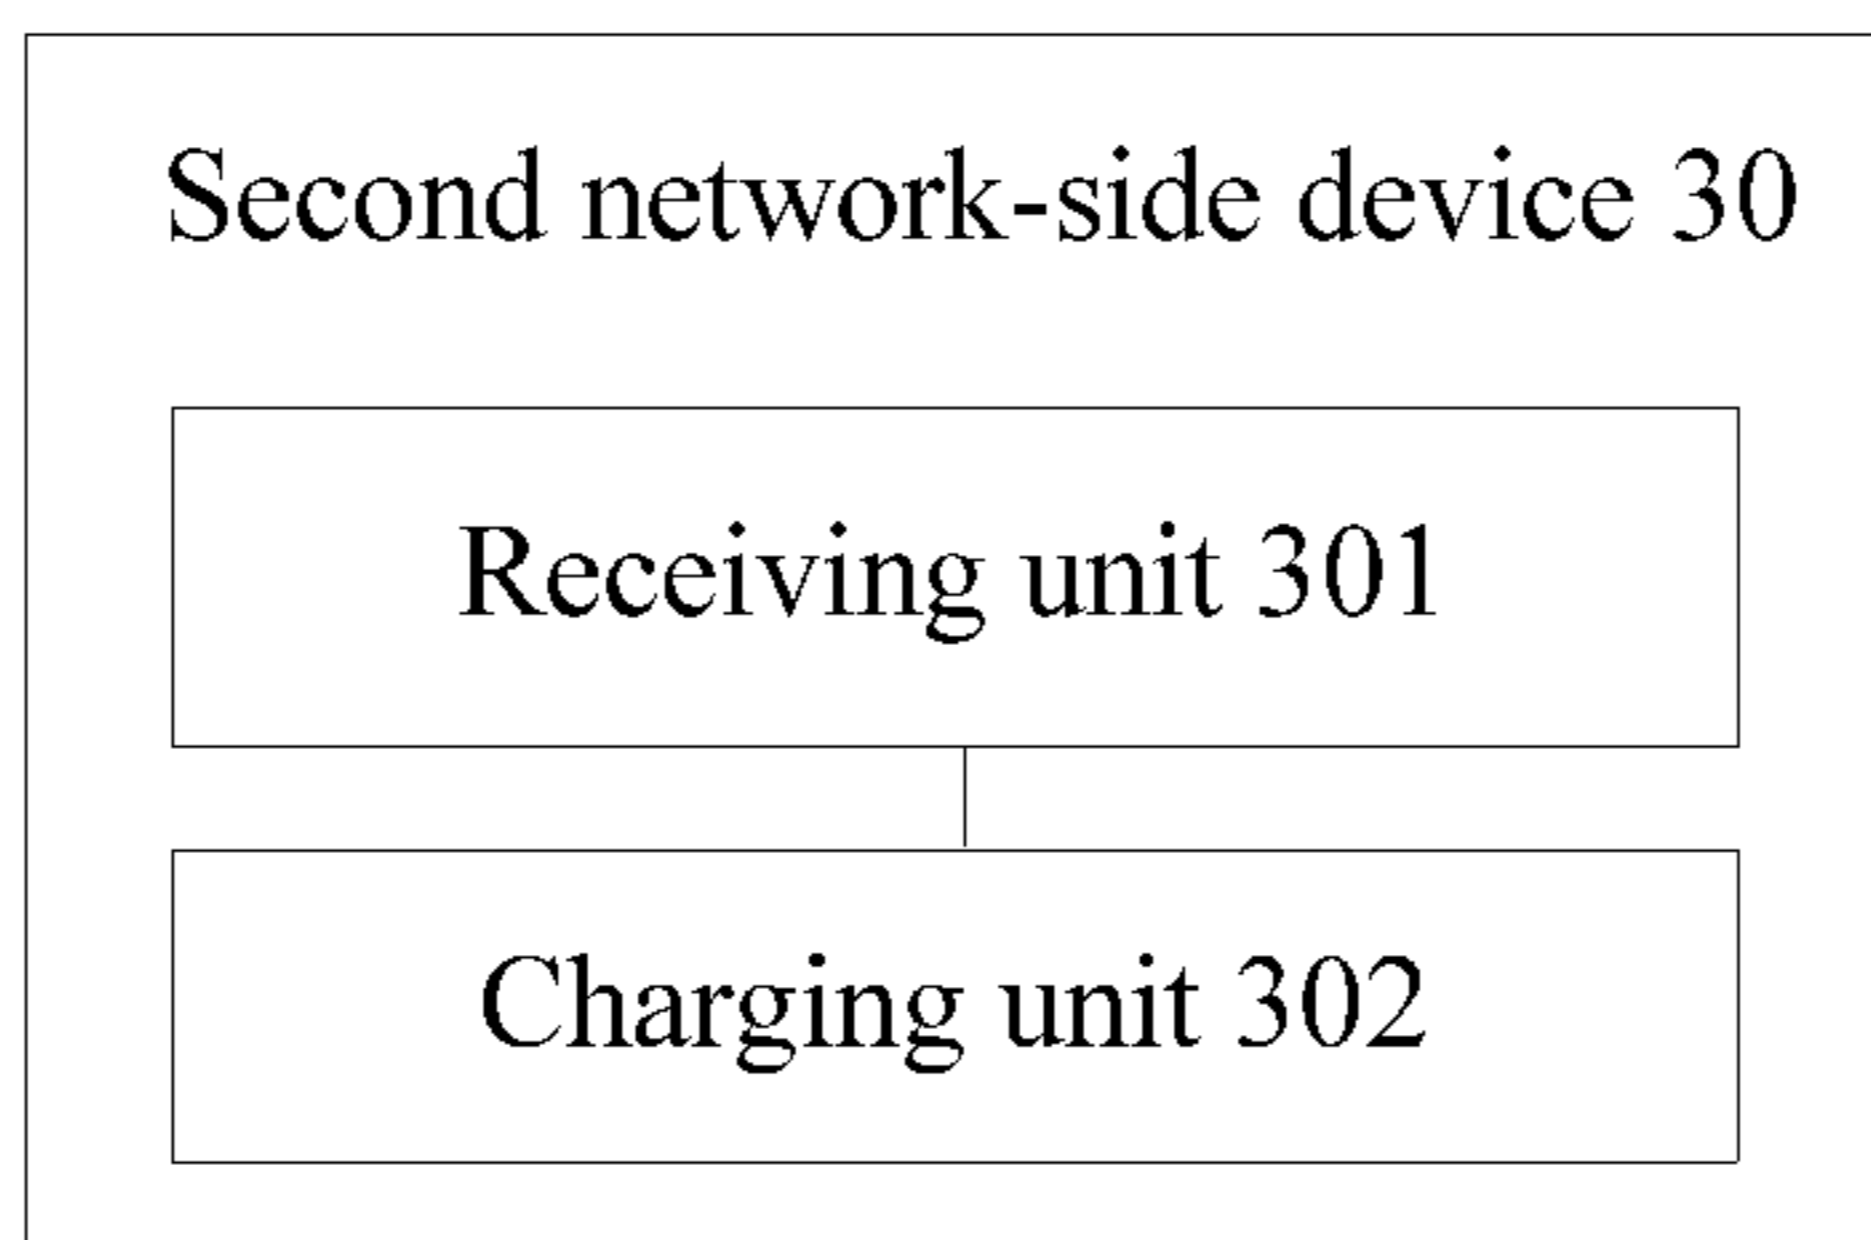 Second network-side device 30
Receiving unit 301
Charging unit 302